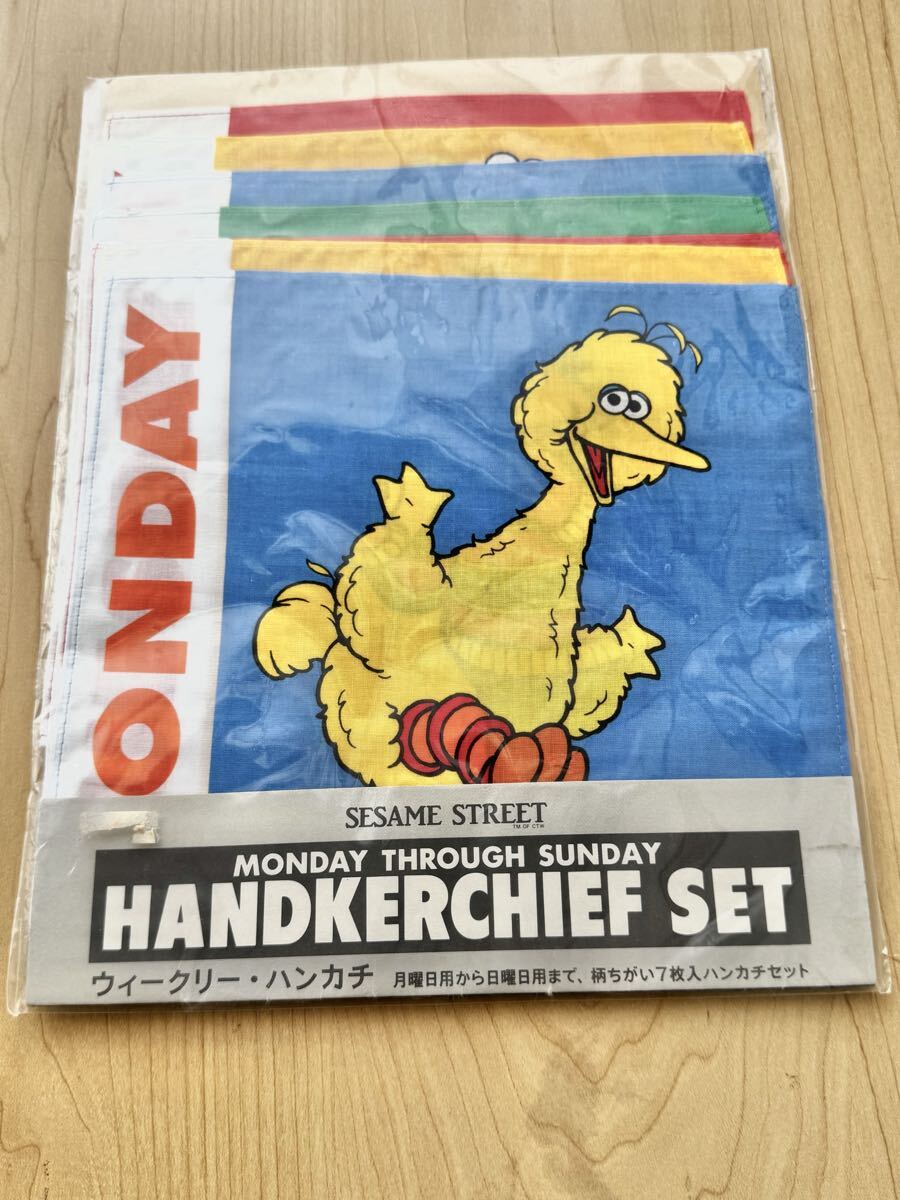 ONDAY
SESAME STREET
TM OF CTW
MONDAY THROUGH SUNDAY
HANDKERCHIEF SET
ウィークリー・ハンカチ 月曜日用から日曜日用まで、柄ちがい7枚入ハンカチセット